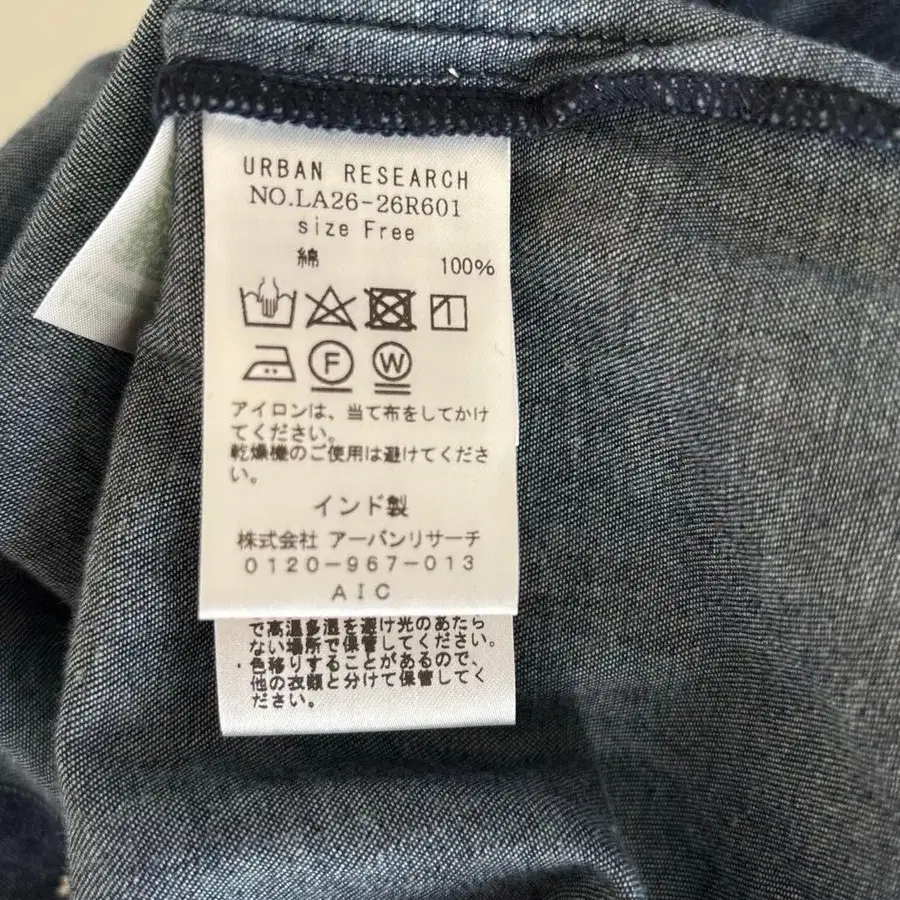 URBAN RESEARCH
NO.LA26-26R601
size Free
綿 100%
F W
アイロンは、当て布をしてかけ
てください。
乾燥機のご使用は避けてくださ
い。
インド製
株式会社 アーバンリサーチ
0120-967-013
AIC
で高温多湿を避け光のあたら
ない場所で保管してください。
・色移りすることがあるので、
他の衣類と分けて保管してく
ださい。